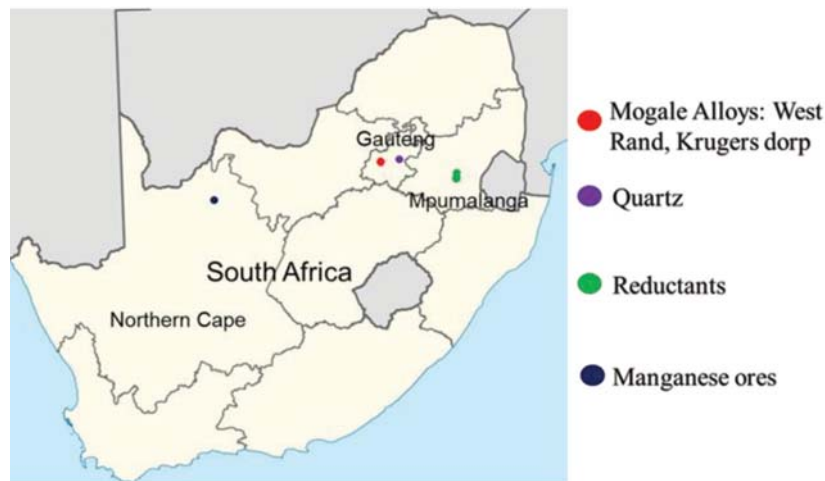 Gauteng
Mpumalanga
South Africa
Northern Cape
Mogale Alloys: West
Rand, Krugers dorp
Quartz
Reductants
Manganese ores